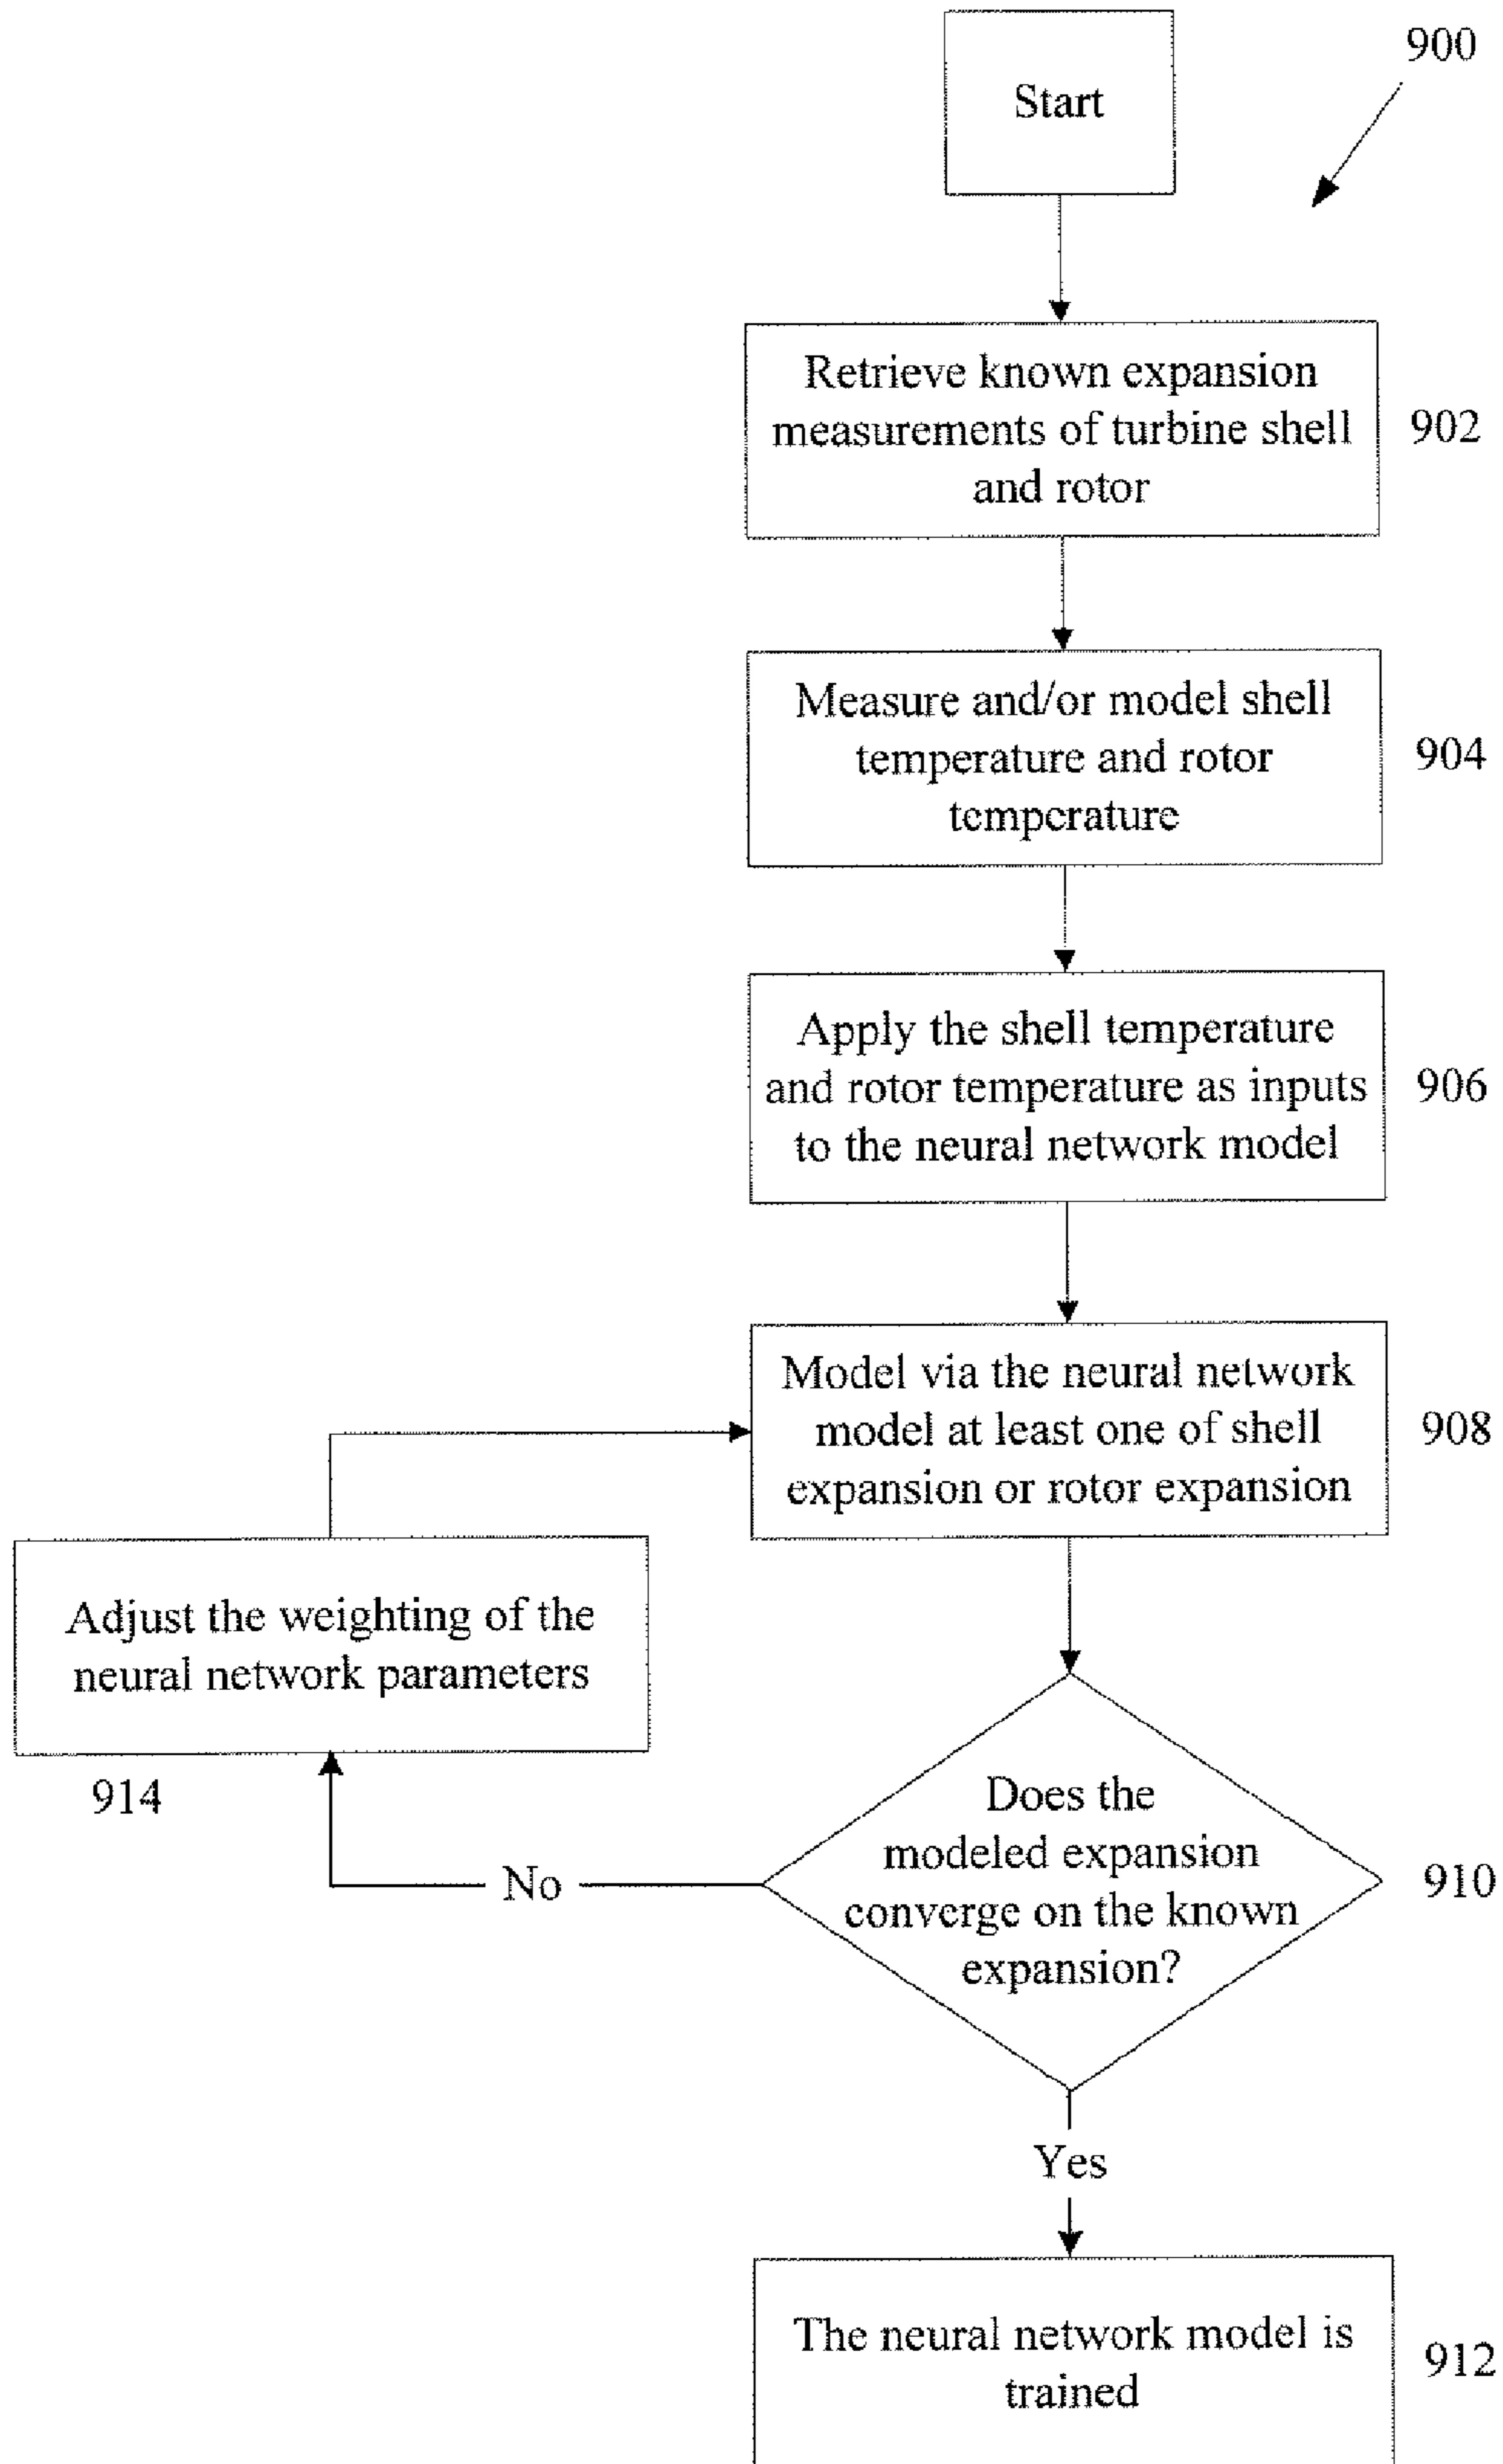 900
Start
Retrieve known expansion
measurements of turbine shell
and rotor
902
Measure and/or model shell
temperature and rotor
temperature
904
Apply the shell temperature
and rotor temperature as inputs
to the neural network model
906
Model via the neural network
model at least one of shell
expansion or rotor expansion
908
Adjust the weighting of the
neural network parameters
914
Does the
modeled expansion
converge on the known
expansion?
910
No
Yes
The neural network model is
trained
912